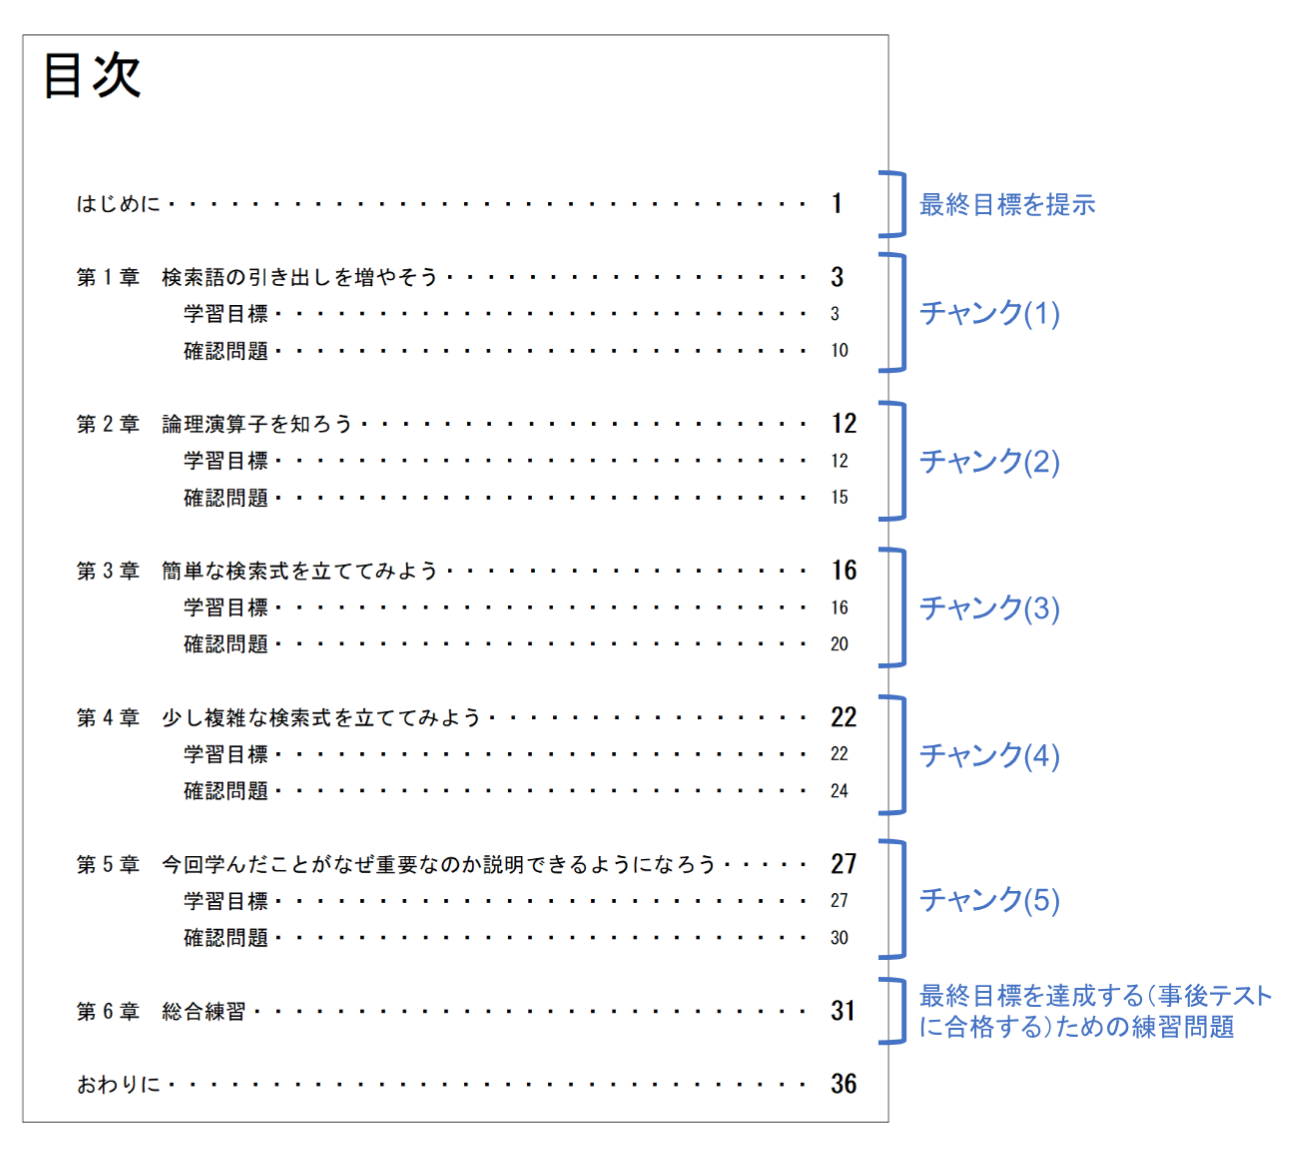 目次
はじめに・・・・・・・・・・・・・・・・・・・・・・・・・・・・・・・ 1
最終目標を提示
第1章 検索語の引き出しを増やそう・・・・・・・・・・・・・・・・・・ 3
学習目標・・・・・・・・・・・・・・・・・・・・・・・・・・ 3
チャンク(1)
確認問題・・・・・・・・・・・・・・・・・・・・・・・・・・ 10
第2章 論理演算子を知ろう・・・・・・・・・・・・・・・・・・・・・・ 12
学習目標・・・・・・・・・・・・・・・・・・・・・・・・・・ 12
チャンク(2)
確認問題・・・・・・・・・・・・・・・・・・・・・・・・・・ 15
第3章 簡単な検索式を立ててみよう・・・・・・・・・・・・・・・・・・ 16
学習目標・・・・・・・・・・・・・・・・・・・・・・・・・・ 16
チャンク(3)
確認問題・・・・・・・・・・・・・・・・・・・・・・・・・・ 20
第4章 少し複雑な検索式を立ててみよう・・・・・・・・・・・・・・・・ 22
学習目標・・・・・・・・・・・・・・・・・・・・・・・・・・ 22
チャンク(4)
確認問題・・・・・・・・・・・・・・・・・・・・・・・・・・ 24
第5章 今回学んだことがなぜ重要なのか説明できるようになろう・・・・・ 27
学習目標・・・・・・・・・・・・・・・・・・・・・・・・・・ 27
チャンク(5)
確認問題・・・・・・・・・・・・・・・・・・・・・・・・・・ 30
第6章 総合練習・・・・・・・・・・・・・・・・・・・・・・・・・・・ 31
最終目標を達成する（事後テスト
に合格する）ための練習問題
おわりに・・・・・・・・・・・・・・・・・・・・・・・・・・・・・・・ 36